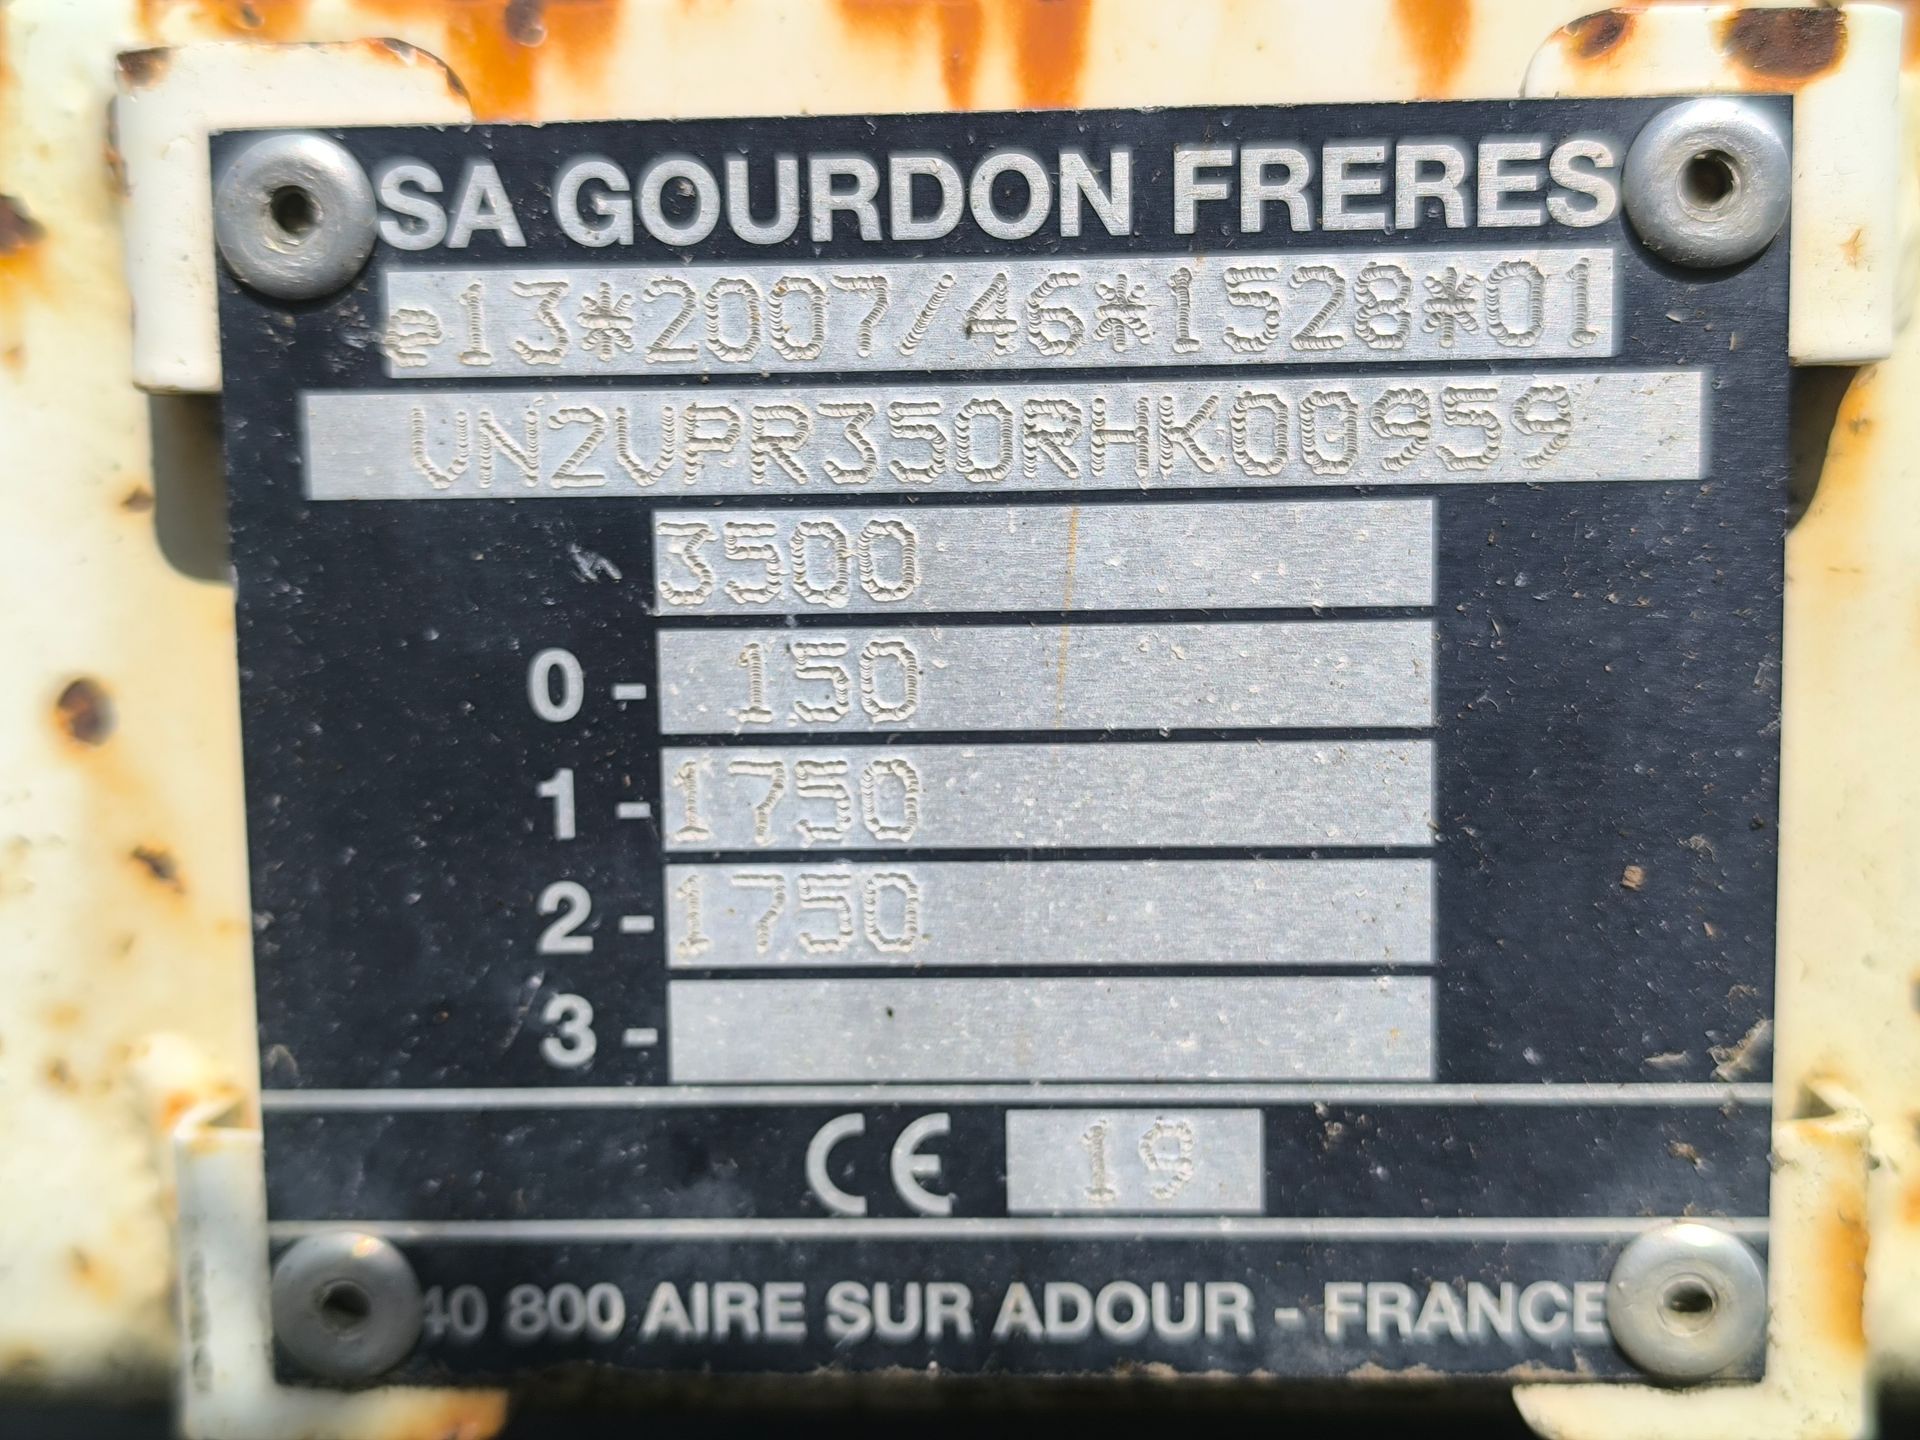 SA GOURDON FRERES
e13*2007/46*1528*01
VN2VPR350RHK00959
3500
0 - 150
1 - 1750
2 - 1750
3 -
CE 19
40 800 AIRE SUR ADOUR - FRANCE